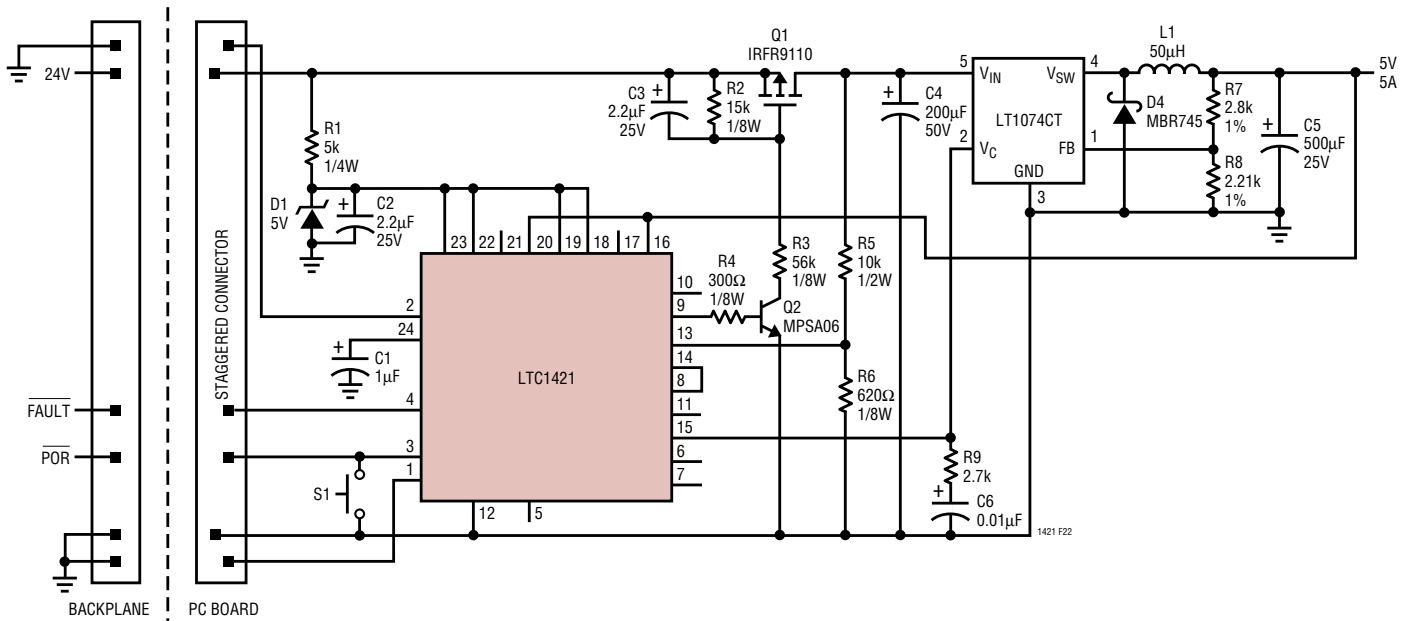 24V
FAULT
POR
BACKPLANE
PC BOARD
STAGGERED CONNECTOR
R1
5k
1/4W
D1
5V
C2
2.2µF
25V
C1
1µF
S1
23
22
21
20
19
18
17
16
2
24
4
3
1
12
5
LTC1421
10
9
13
14
8
11
15
6
7
C3
2.2µF
25V
R2
15k
1/8W
Q1
IRFR9110
R4
300Ω
1/8W
R3
56k
1/8W
Q2
MPSA06
R5
10k
1/2W
R6
620Ω
1/8W
C4
200µF
50V
5
VIN
VSW
4
LT1074CT
2
VC
FB
1
GND
3
R9
2.7k
C6
0.01µF
L1
50µH
D4
MBR745
R7
2.8k
1%
R8
2.21k
1%
C5
500µF
25V
5V
5A
1421 F22
+
+
+
+
+
+